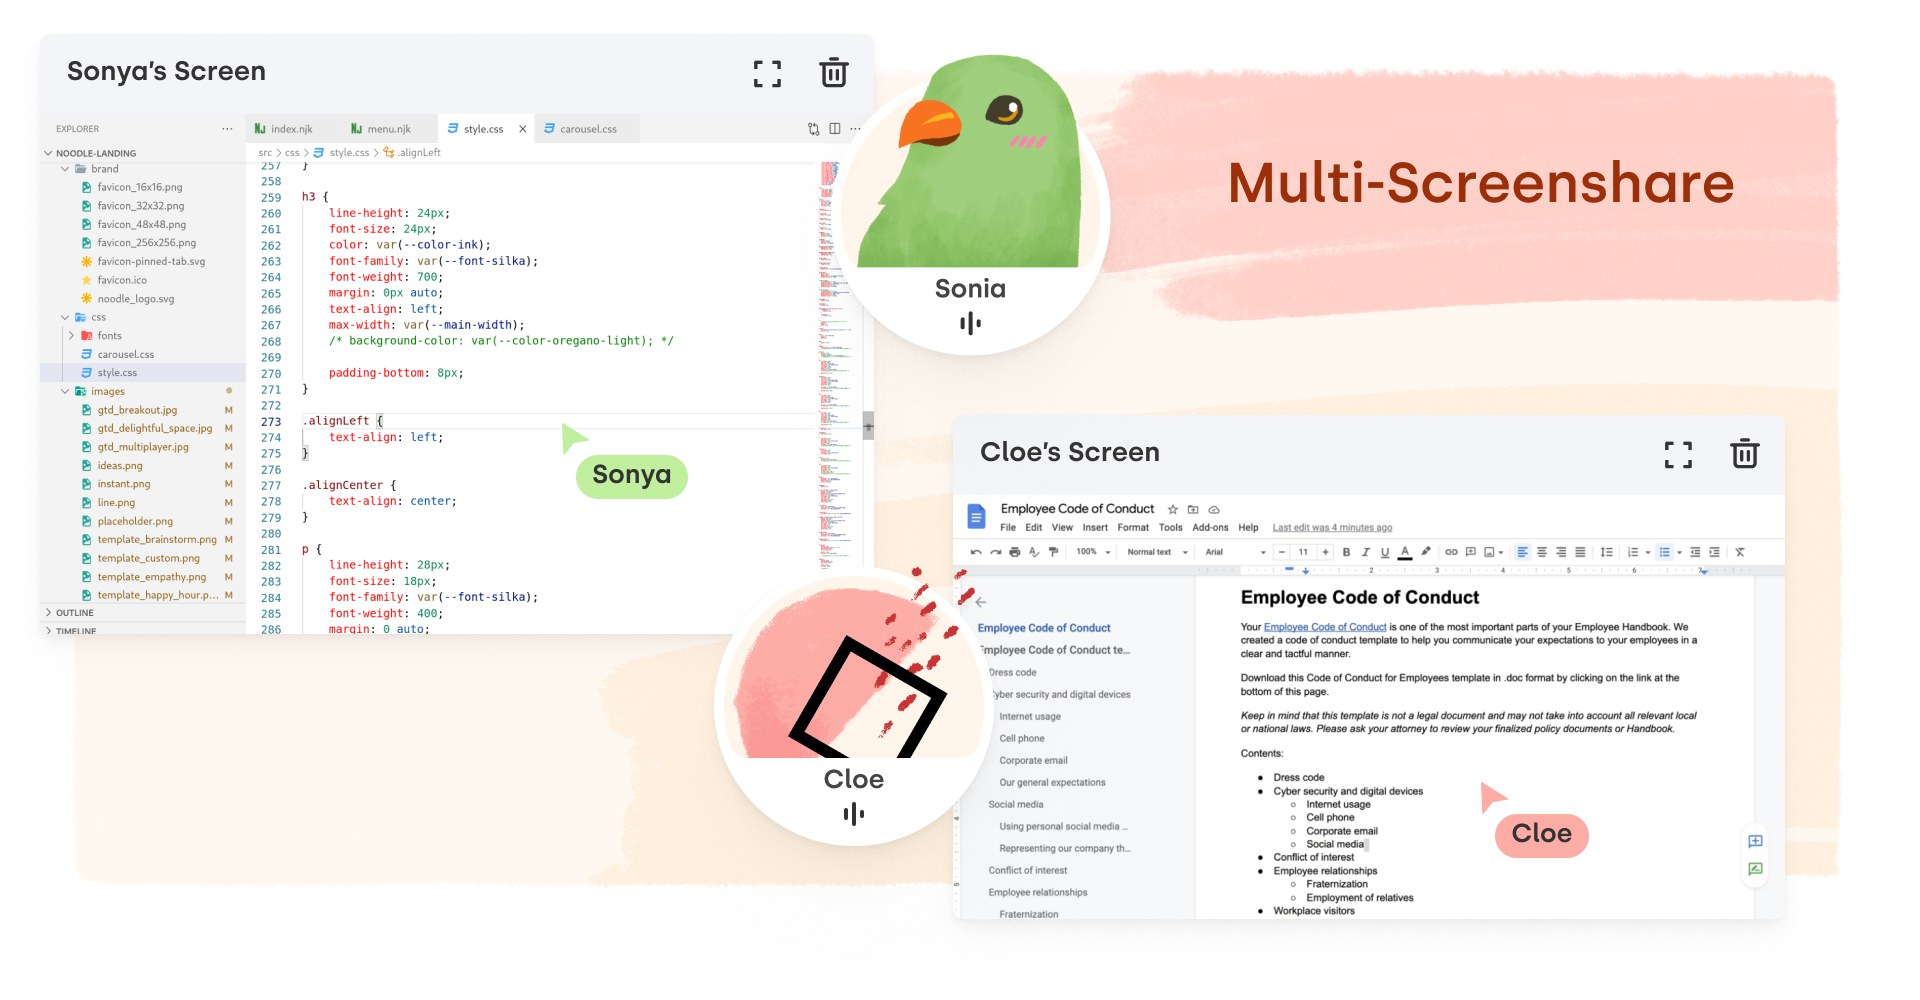 Sonya's Screen
EXPLORER
NOODLE-LANDING
brand
favicon_16x16.png
favicon_32x32.png
favicon_48x48.png
favicon_256x256.png
favicon-pinned-tab.svg
favicon.ico
noodle_logo.svg
css
fonts
carousel.css
style.css
images
gtd_breakout.jpg M
gtd_delightful_space.jpg M
gtd_multiplayer.jpg M
ideas.png M
instant.png M
line.png M
placeholder.png M
template_brainstorm.png M
template_custom.png M
template_empathy.png M
template_happy_hour.p... M
OUTLINE
TIMELINE
index.njk menu.njk style.css carousel.css
src > css > style.css > .alignLeft
257 }
258
259 h3 {
260 line-height: 24px;
261 font-size: 24px;
262 color: var(--color-ink);
263 font-family: var(--font-silka);
264 font-weight: 700;
265 margin: 0px auto;
266 text-align: left;
267 max-width: var(--main-width);
268 /* background-color: var(--color-oregano-light); */
269
270 padding-bottom: 8px;
271 }
272
273 .alignLeft {
274 text-align: left;
275 }
276
277 .alignCenter {
278 text-align: center;
279 }
280
281 p {
282 line-height: 28px;
283 font-size: 18px;
284 font-family: var(--font-silka);
285 font-weight: 400;
286 margin: 0 auto;
Sonya
Sonia
Multi-Screenshare
Cloe
Cloe's Screen
Employee Code of Conduct
File Edit View Insert Format Tools Add-ons Help Last edit was 4 minutes ago
100% Normal text Arial 11 B I U A
2 3 4 5 6 7
Employee Code of Conduct
Employee Code of Conduct te...
Dress code
Cyber security and digital devices
Internet usage
Cell phone
Corporate email
Our general expectations
Social media
Using personal social media ...
Representing our company th...
Conflict of interest
Employee relationships
Fraternization
Employee Code of Conduct
Your Employee Code of Conduct is one of the most important parts of your Employee Handbook. We
created a code of conduct template to help you communicate your expectations to your employees in a
clear and tactful manner.
Download this Code of Conduct for Employees template in .doc format by clicking on the link at the
bottom of this page.
Keep in mind that this template is not a legal document and may not take into account all relevant local
or national laws. Please ask your attorney to review your finalized policy documents or Handbook.
Contents:
● Dress code
● Cyber security and digital devices
○ Internet usage
○ Cell phone
○ Corporate email
○ Social media
● Conflict of interest
● Employee relationships
○ Fraternization
○ Employment of relatives
● Workplace visitors
Cloe